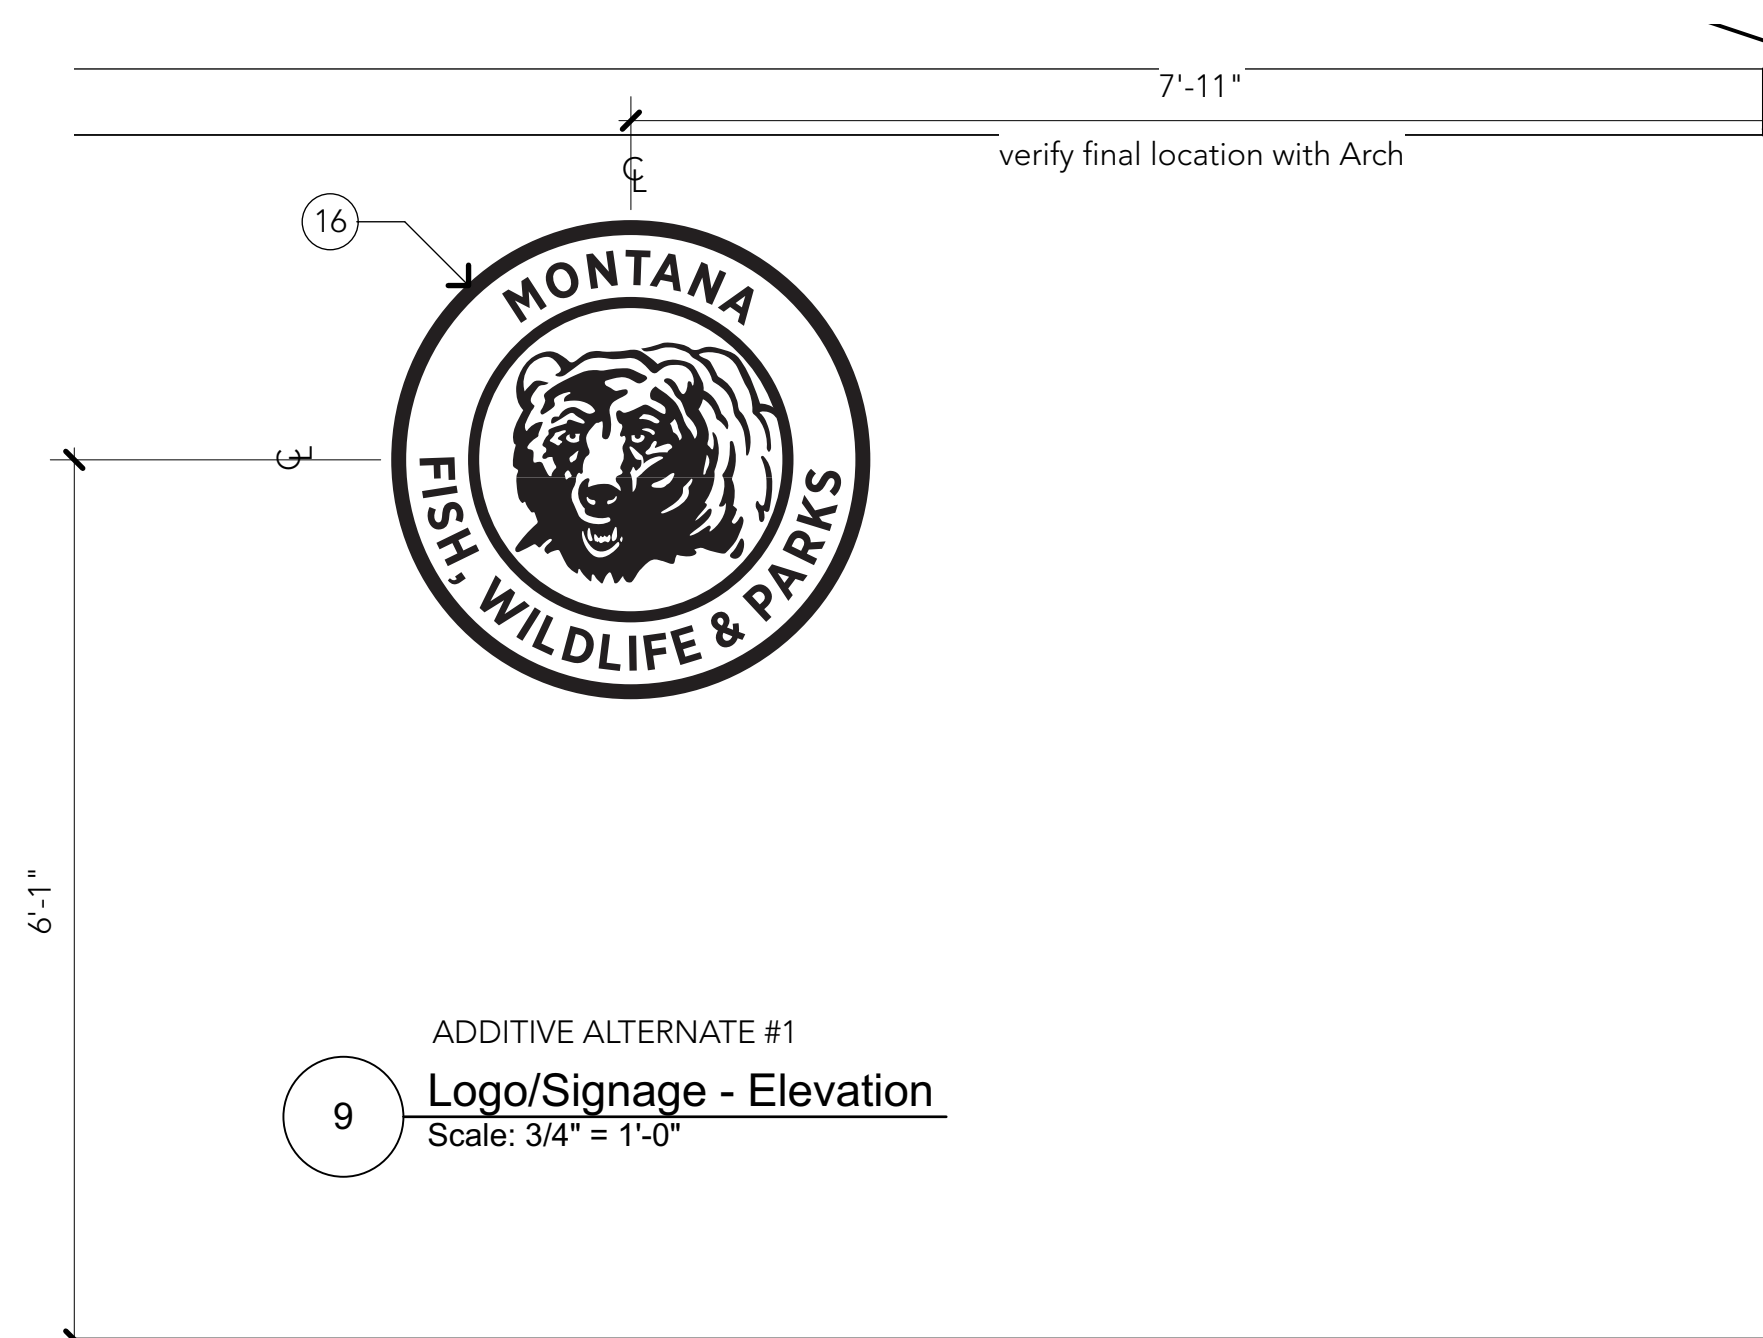 7'-11"
verify final location with Arch
CL
16
MONTANA
FISH, WILDLIFE & PARKS
CL
6'-1"
ADDITIVE ALTERNATE #1
9
Logo/Signage - Elevation
Scale: 3/4" = 1'-0"